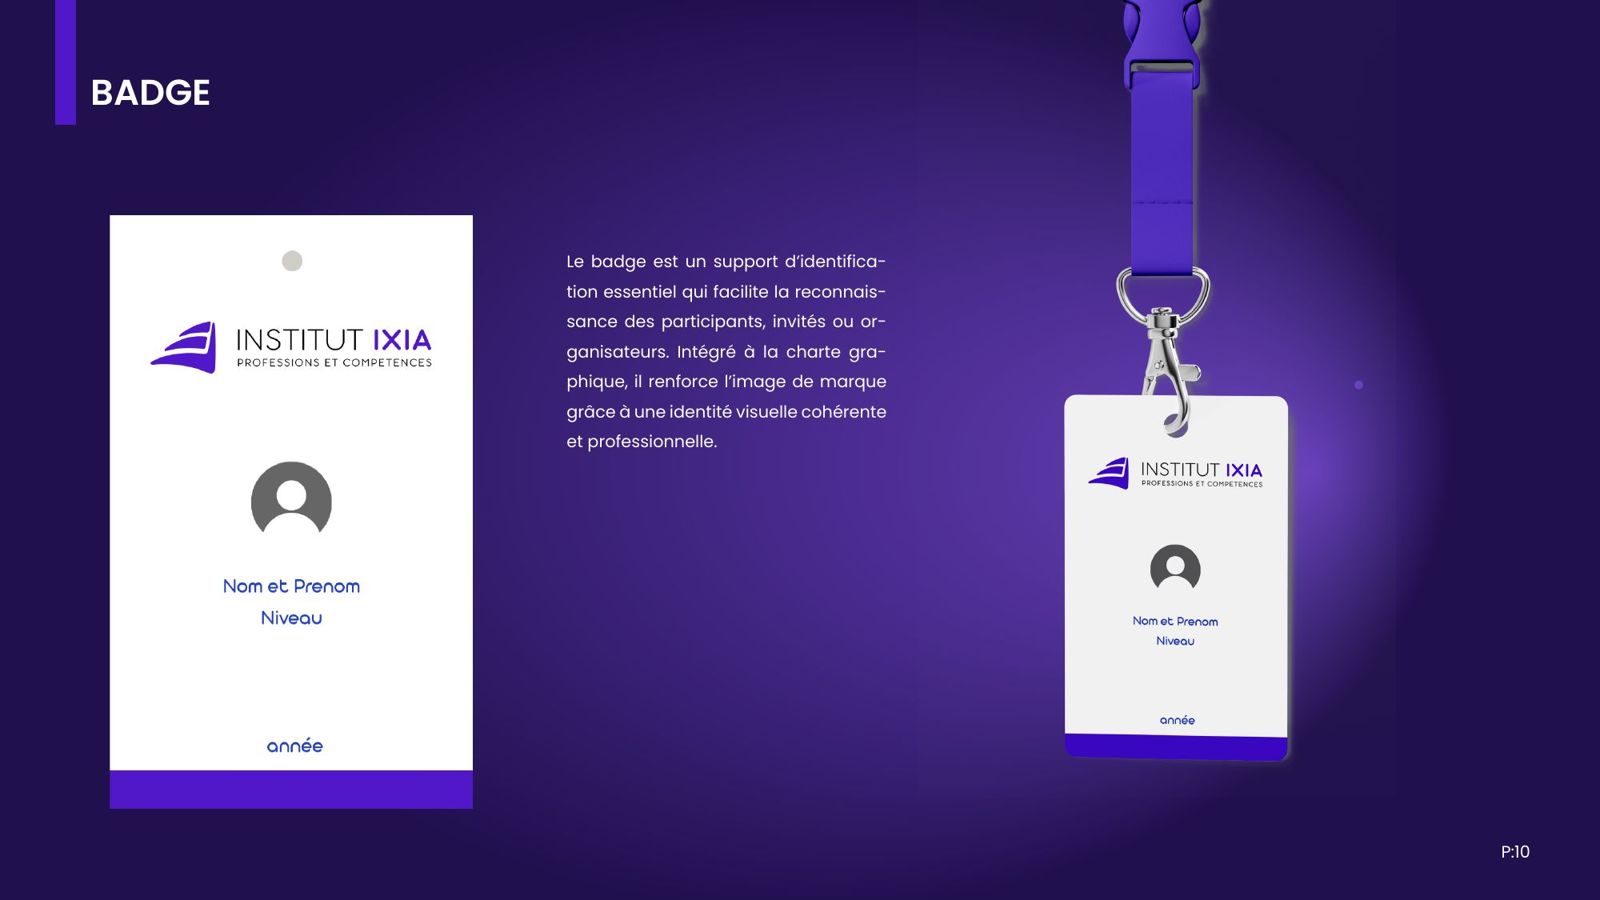 BADGE
INSTITUT IXIA
PROFESSIONS ET COMPETENCES
Nom et Prenom
Niveau
année
Le badge est un support d'identifica-
tion essentiel qui facilite la reconnais-
sance des participants, invités ou or-
ganisateurs. Intégré à la charte gra-
phique, il renforce l'image de marque
grâce à une identité visuelle cohérente
et professionnelle.
INSTITUT IXIA
PROFESSIONS ET COMPETENCES
Nom et Prenom
Niveau
année
P:10